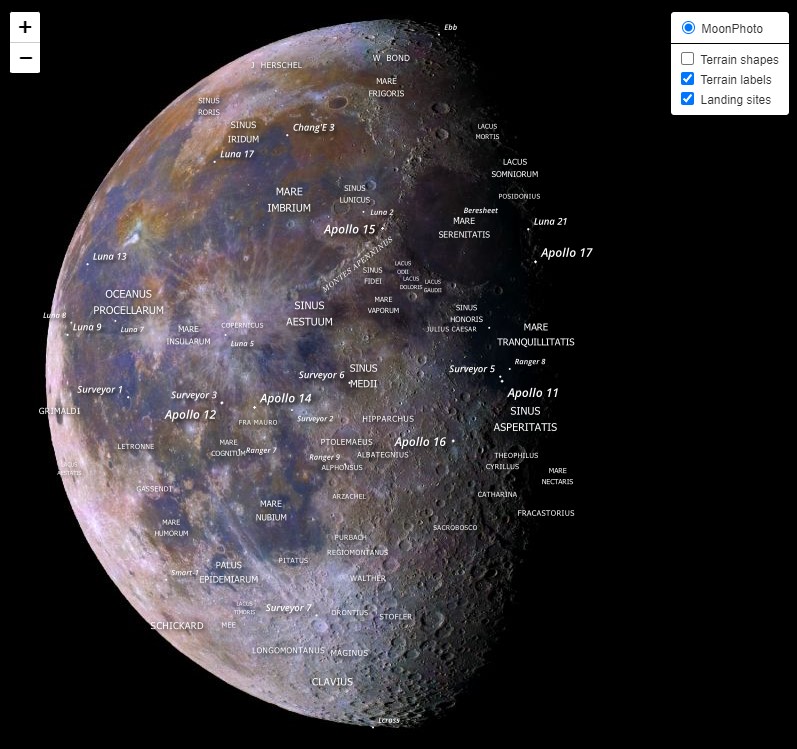 +
−
MoonPhoto
Terrain shapes
Terrain labels
Landing sites
Ebb
W BOND
J HERSCHEL
MARE
FRIGORIS
SINUS
RORIS
SINUS
IRIDUM
Chang'E 3
LACUS
MORTIS
Luna 17
LACUS
SOMNIORUM
MARE
IMBRIUM
SINUS
LUNICUS
POSIDONIUS
Luna 2
Beresheet
Apollo 15
MARE
SERENITATIS
Luna 21
Apollo 17
Luna 13
MONTES APENNINUS
SINUS
FIDEI
LACUS
ODII
LACUS
DOLORIS
LACUS
GAUDII
OCEANUS
PROCELLARUM
SINUS
AESTUUM
MARE
VAPORUM
SINUS
HONORIS
Luna 8
Luna 9
Luna 7
MARE
INSULARUM
COPERNICUS
JULIUS CAESAR
MARE
TRANQUILLITATIS
Luna 5
Ranger 8
Surveyor 6
SINUS
MEDII
Surveyor 5
Surveyor 1
Surveyor 3
Apollo 14
Apollo 11
GRIMALDI
Apollo 12
SINUS
ASPERITATIS
FRA MAURO
Surveyor 2
HIPPARCHUS
LETRONNE
MARE
COGNITUM
Ranger 7
PTOLEMAEUS
Apollo 16
Ranger 9
ALBATEGNIUS
ALPHONSUS
THEOPHILUS
CYRILLUS
MARE
NECTARIS
GASSENDI
ARZACHEL
CATHARINA
MARE
NUBIUM
FRACASTORIUS
MARE
HUMORUM
SACROBOSCO
PURBACH
REGIOMONTANUS
PITATUS
PALUS
EPIDEMIARUM
Smart-1
WALTHER
LACUS
TIMORIS
Surveyor 7
ORONTIUS
STOFLER
SCHICKARD
MEE
LONGOMONTANUS
MAGINUS
CLAVIUS
Lcross